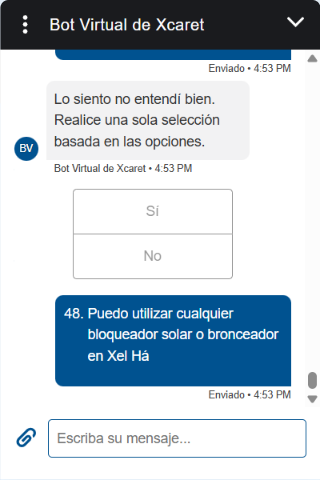 Bot Virtual de Xcaret
Enviado • 4:53 PM
Lo siento no entendí bien.
Realice una sola selección
basada en las opciones.
BV
Bot Virtual de Xcaret • 4:53 PM
Sí
No
48. Puedo utilizar cualquier
bloqueador solar o bronceador
en Xel Há
Enviado • 4:53 PM
Escriba su mensaje...